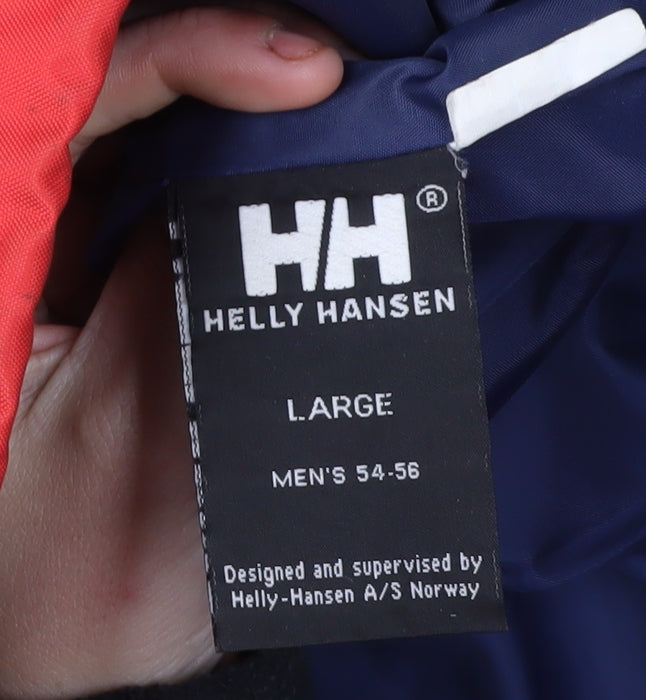 HH®
HELLY HANSEN
LARGE
MEN'S 54-56
Designed and supervised by
Helly-Hansen A/S Norway